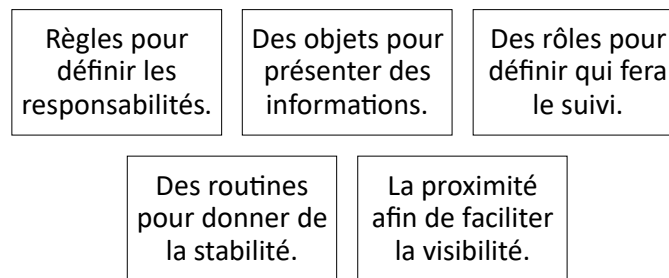 Règles pour
définir les
responsabilités.
Des objets pour
présenter des
informations.
Des rôles pour
définir qui fera
le suivi.
Des routines
pour donner de
la stabilité.
La proximité
afin de faciliter
la visibilité.